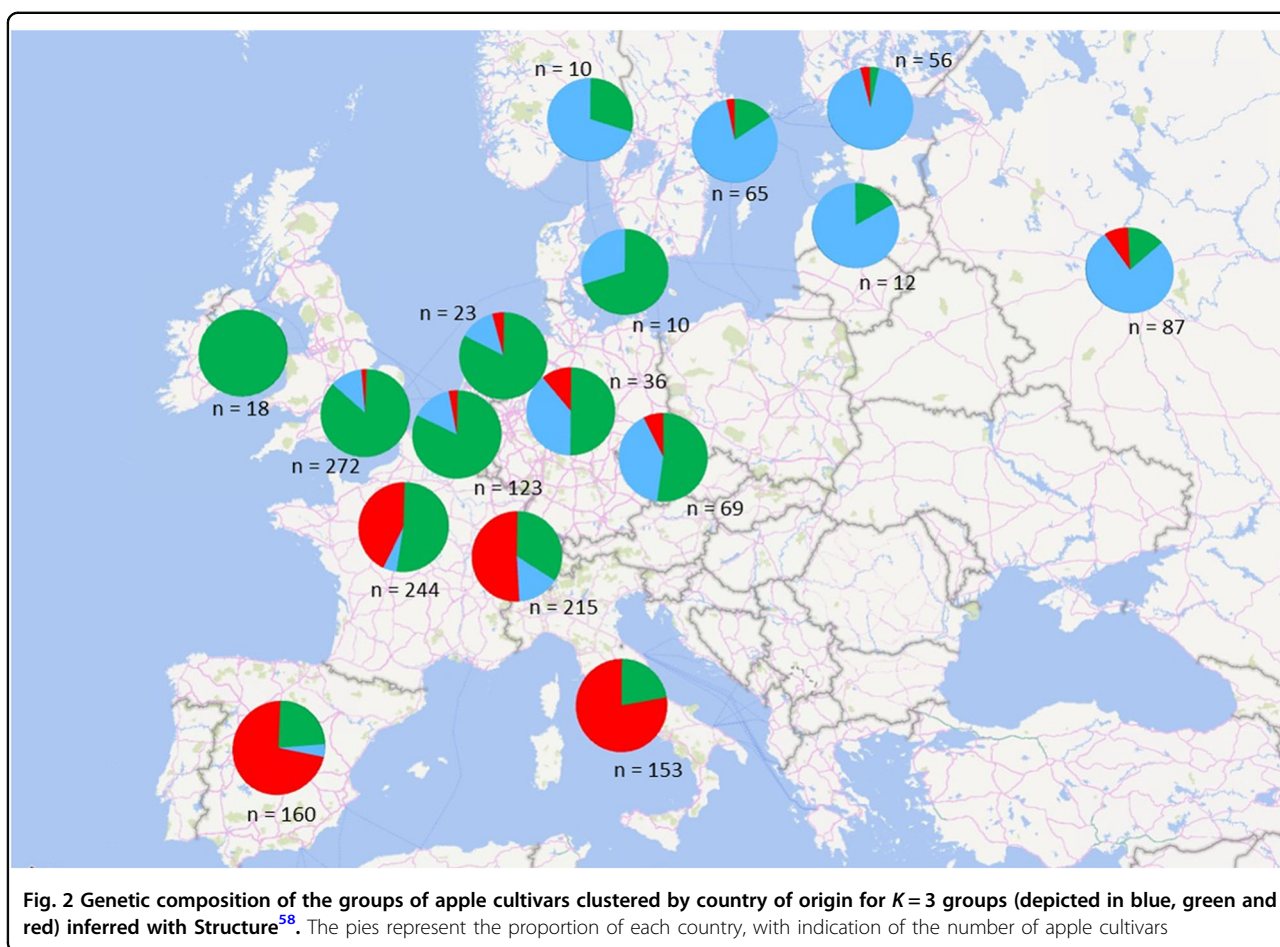 n = 10
n = 56
n = 65
n = 12
n = 87
n = 10
n = 23
n = 18
n = 36
n = 272
n = 123
n = 69
n = 244
n = 215
n = 153
n = 160
Fig. 2 Genetic composition of the groups of apple cultivars clustered by country of origin for K = 3 groups (depicted in blue, green and
red) inferred with Structure58. The pies represent the proportion of each country, with indication of the number of apple cultivars